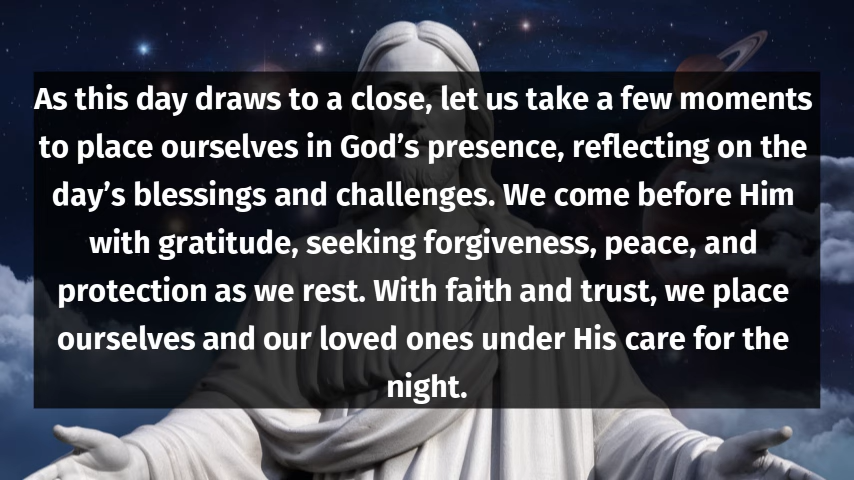 As this day draws to a close, let us take a few moments
to place ourselves in God’s presence, reflecting on the
day’s blessings and challenges. We come before Him
with gratitude, seeking forgiveness, peace, and
protection as we rest. With faith and trust, we place
ourselves and our loved ones under His care for the
night.